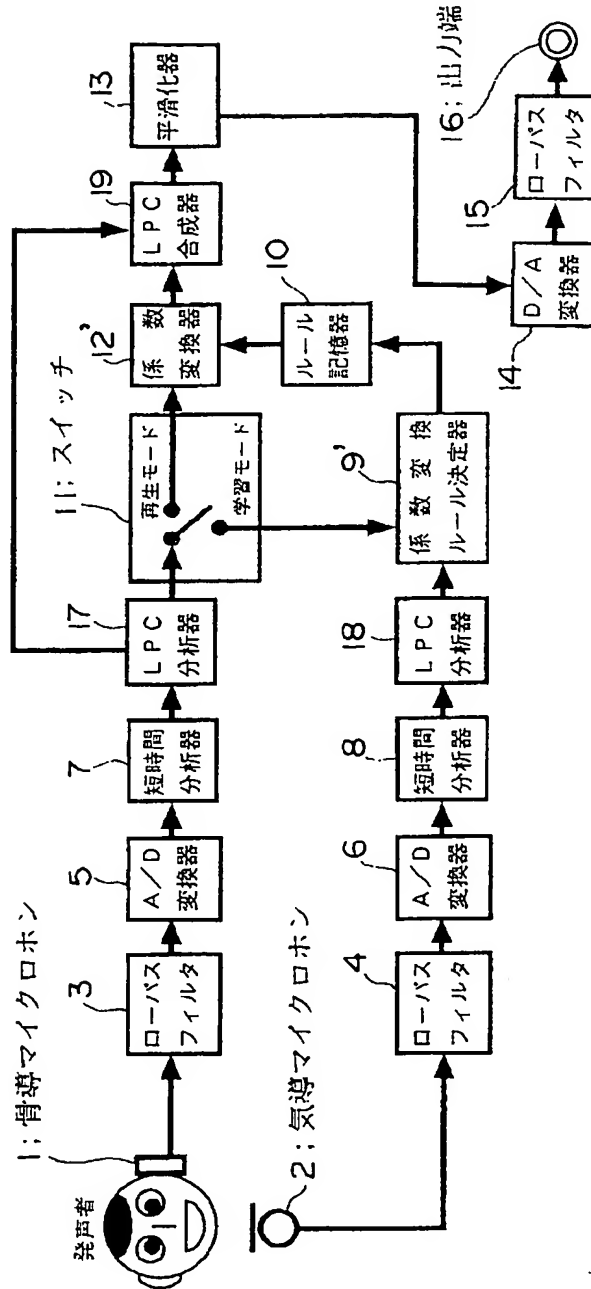 発声者
1; 骨導マイクロホン
3
ローパス
フィルタ
5
A/D
変換器
7
短時間
分析器
17
LPC
分析器
11; スイッチ
再生モード
学習モード
12'
係数
変換器
19
LPC
合成器
13
平滑化器
2; 気導マイクロホン
4
ローパス
フィルタ
6
A/D
変換器
8
短時間
分析器
18
LPC
分析器
9'
係数変換
ルール決定器
10
ルール
記憶器
14
D/A
変換器
15
ローパス
フィルタ
16; 出力端